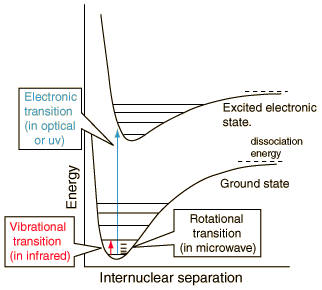 Electronic
transition
(in optical
or uv)
Excited electronic
state.
dissociation
energy
Ground state
Energy
Vibrational
transition
(in infrared)
Rotational
transition
(in microwave)
Internuclear separation